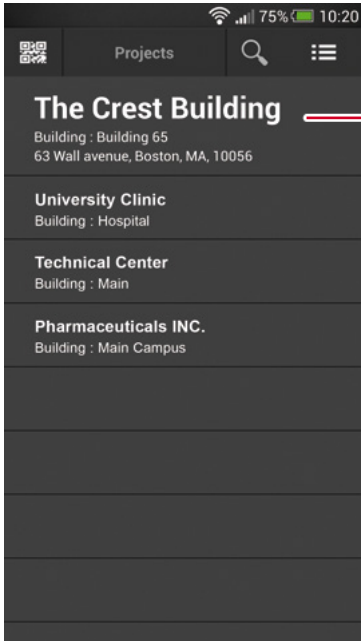 75% 10:20
Projects
The Crest Building
Building : Building 65
63 Wall avenue, Boston, MA, 10056
University Clinic
Building : Hospital
Technical Center
Building : Main
Pharmaceuticals INC.
Building : Main Campus